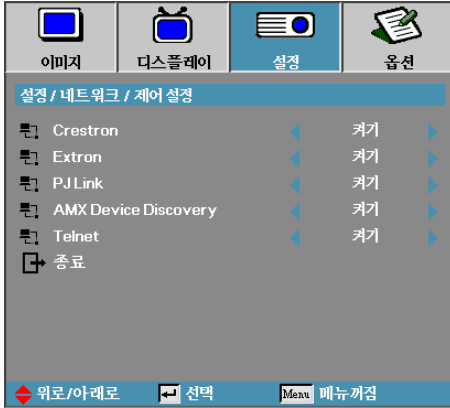 이미지 디스플레이 설정 옵션
설정 / 네트워크 / 제어 설정
Crestron 켜기
Extron 켜기
PJ Link 켜기
AMX Device Discovery 켜기
Telnet 켜기
종료
위로/아래로 선택 Menu 메뉴꺼짐